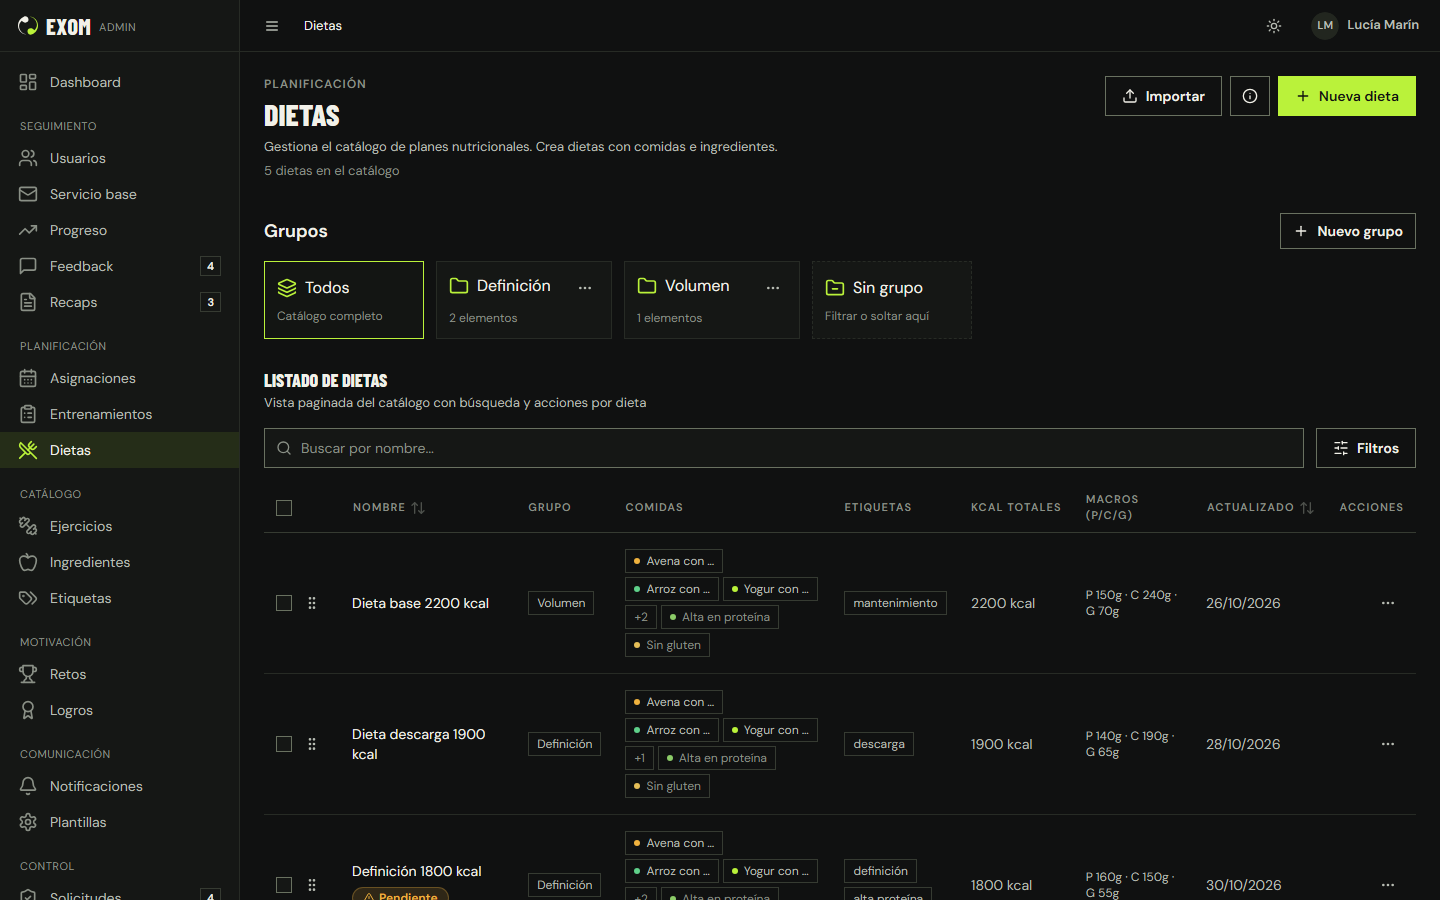 EXOM ADMIN
Dashboard
SEGUIMIENTO
Usuarios
Servicio base
Progreso
Feedback 4
Recaps 3
PLANIFICACIÓN
Asignaciones
Entrenamientos
Dietas
CATÁLOGO
Ejercicios
Ingredientes
Etiquetas
MOTIVACIÓN
Retos
Logros
COMUNICACIÓN
Notificaciones
Plantillas
CONTROL
Solicitudes 4
Dietas
LM Lucía Marín
PLANIFICACIÓN
DIETAS
Gestiona el catálogo de planes nutricionales. Crea dietas con comidas e ingredientes.
5 dietas en el catálogo
Importar
Nueva dieta
Grupos
Nuevo grupo
Todos
Catálogo completo
Definición
2 elementos
Volumen
1 elementos
Sin grupo
Filtrar o soltar aquí
LISTADO DE DIETAS
Vista paginada del catálogo con búsqueda y acciones por dieta
Buscar por nombre...
Filtros
NOMBRE GRUPO COMIDAS ETIQUETAS KCAL TOTALES MACROS (P/C/G) ACTUALIZADO ACCIONES
Dieta base 2200 kcal
Volumen
Avena con ...
Arroz con ... Yogur con ...
+2 Alta en proteína
Sin gluten
mantenimiento
2200 kcal
P 150g · C 240g ·
G 70g
26/10/2026
Dieta descarga 1900
kcal
Definición
Avena con ...
Arroz con ... Yogur con ...
+1 Alta en proteína
Sin gluten
descarga
1900 kcal
P 140g · C 190g ·
G 65g
28/10/2026
Definición 1800 kcal
Pendiente
Definición
Avena con ...
Arroz con ... Yogur con ...
+2 Alta en proteína
definición
alta proteína
1800 kcal
P 160g · C 150g ·
G 55g
30/10/2026